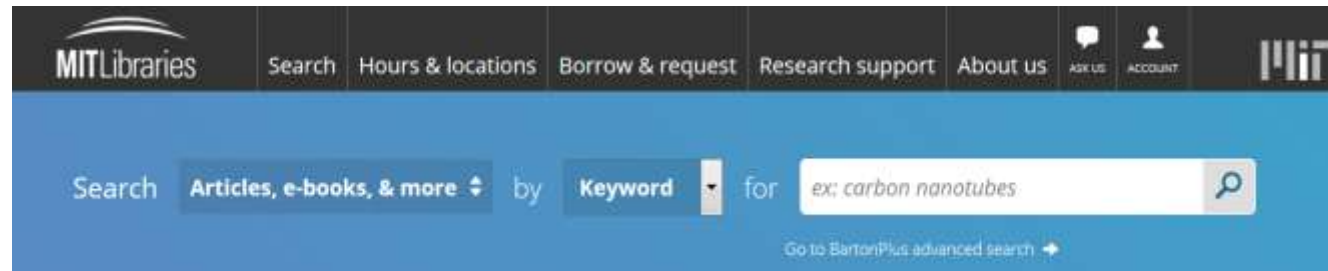 MITLibraries Search Hours & locations Borrow & request Research support About us ASK US ACCOUNT MIT
Search Articles, e-books, & more by Keyword for ex: carbon nanotubes
Go to BartonPlus advanced search